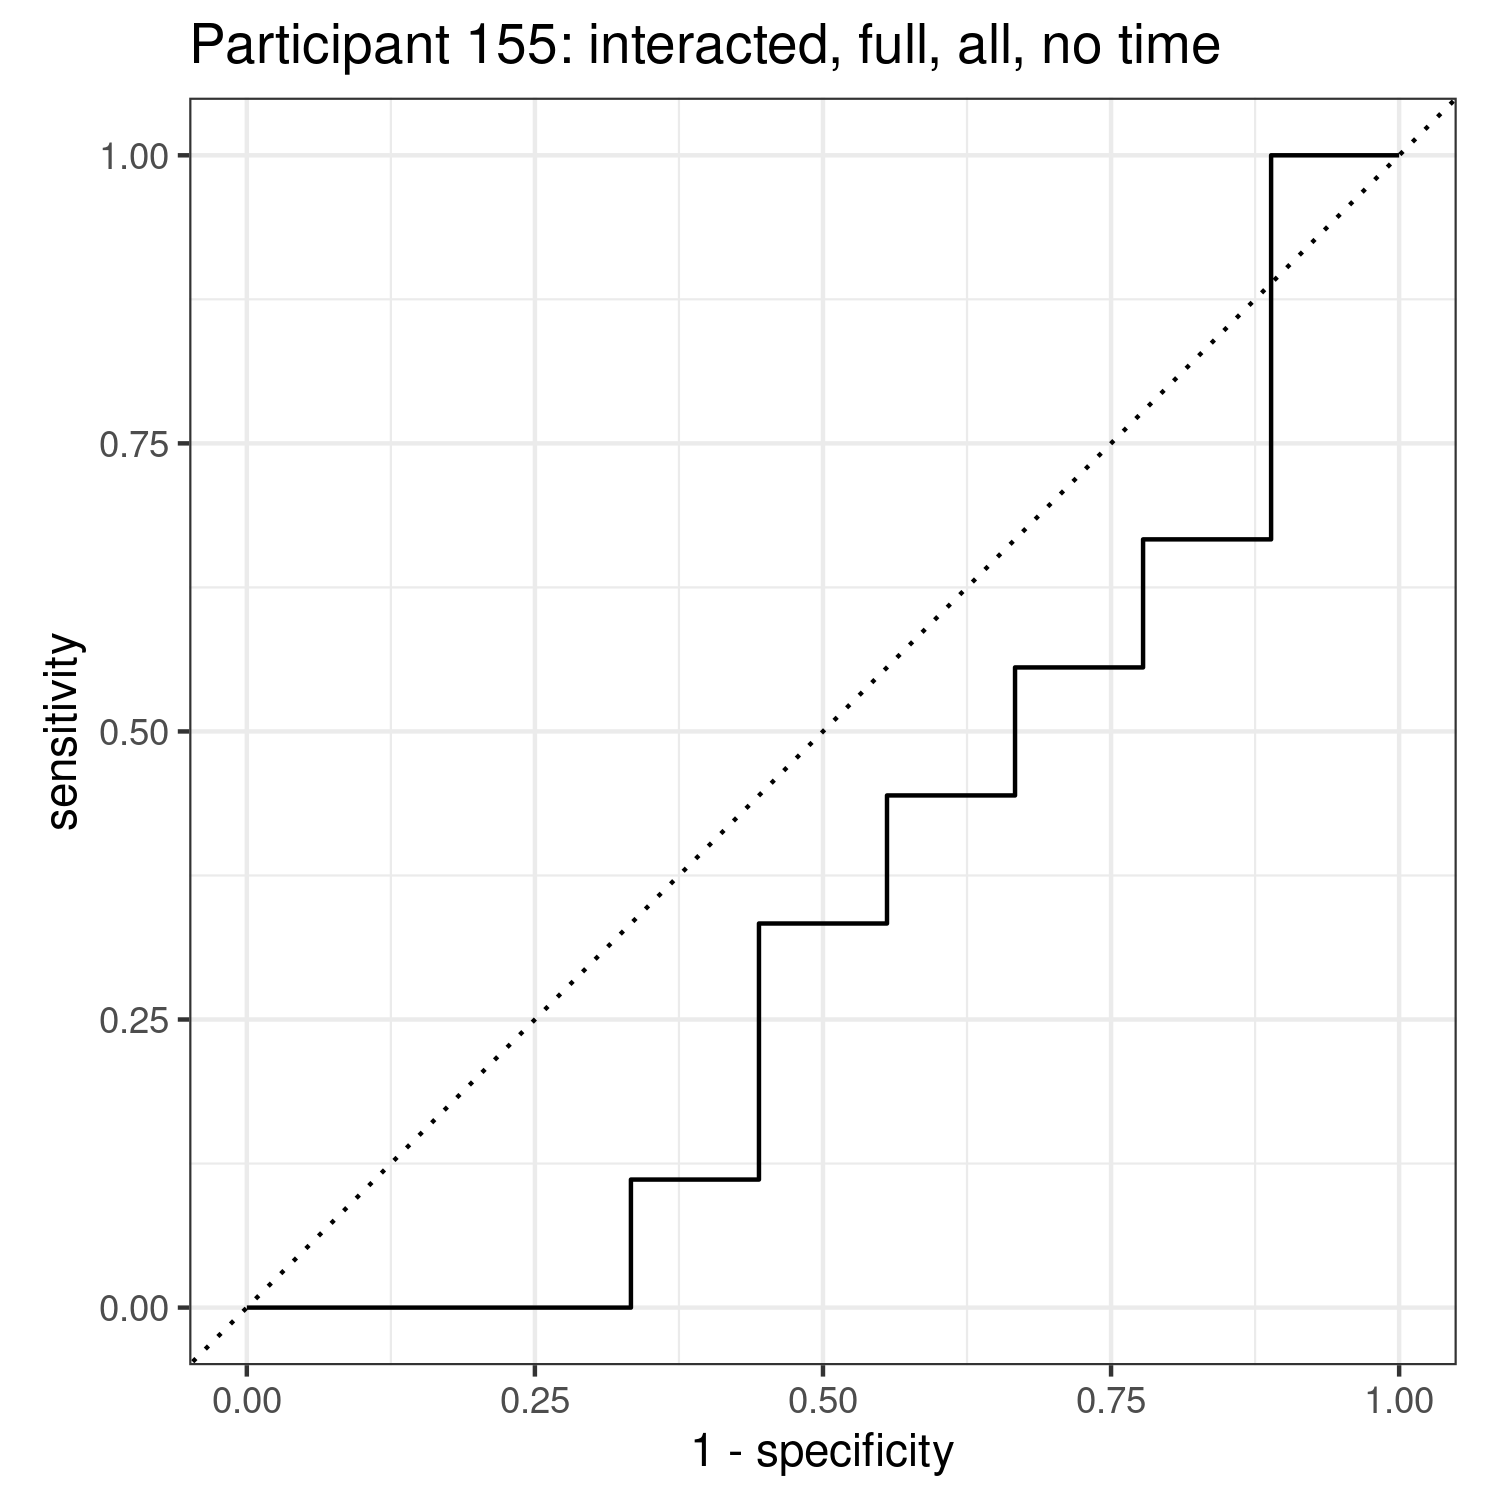 Participant 155: interacted, full, all, no time
1.00
0.75
0.50
0.25
0.00
sensitivity
0.00 0.25 0.50 0.75 1.00
1 - specificity